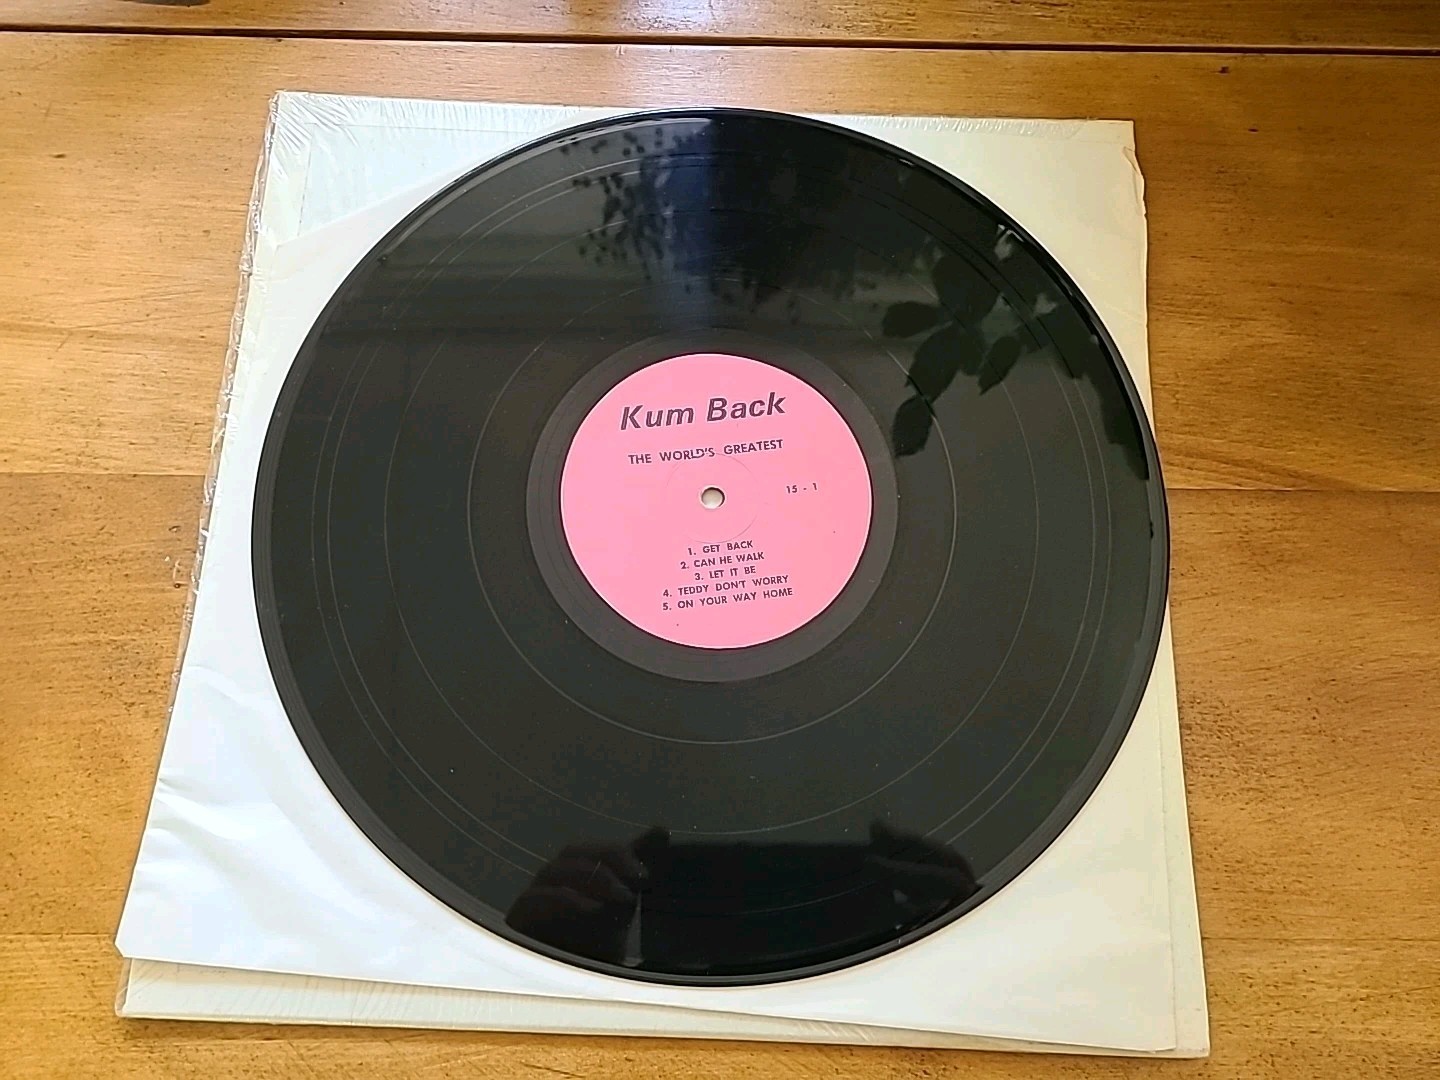 Kum Back
THE WORLD'S GREATEST
15 - 1
1. GET BACK
2. CAN HE WALK
3. LET IT BE
4. TEDDY DON'T WORRY
5. ON YOUR WAY HOME